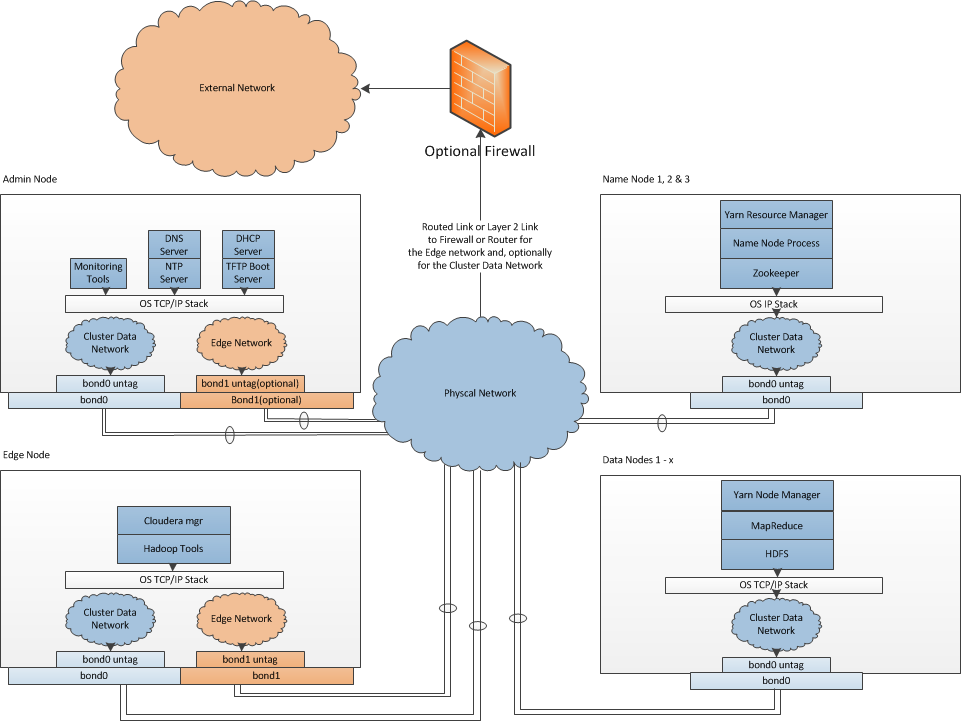 External Network
Optional Firewall
Routed Link or Layer 2 Link
to Firewall or Router for
the Edge network and, optionally
for the Cluster Data Network
Admin Node
DNS
Server
DHCP
Server
Monitoring
Tools
NTP
Server
TFTP Boot
Server
OS TCP/IP Stack
Cluster Data
Network
Edge Network
bond0 untag
bond1 untag(optional)
bond0
Bond1(optional)
Name Node 1, 2 & 3
Yarn Resource Manager
Name Node Process
Zookeeper
OS IP Stack
Cluster Data
Network
bond0 untag
bond0
Physcal Network
Edge Node
Cloudera mgr
Hadoop Tools
OS TCP/IP Stack
Cluster Data
Network
Edge Network
bond0 untag
bond1 untag
bond0
bond1
Data Nodes 1 - x
Yarn Node Manager
MapReduce
HDFS
OS TCP/IP Stack
Cluster Data
Network
bond0 untag
bond0